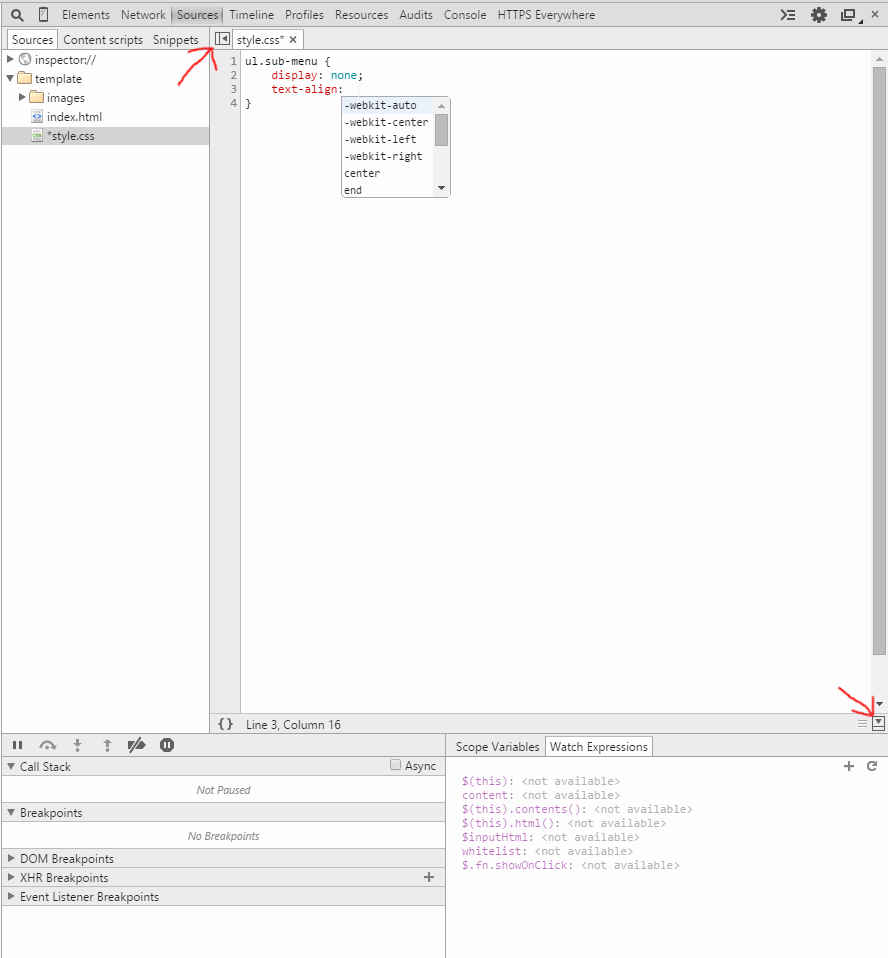 Elements Network Sources Timeline Profiles Resources Audits Console HTTPS Everywhere
Sources Content scripts Snippets
style.css* ×
inspector://
template
images
index.html
*style.css
1 ul.sub-menu {
2 display: none;
3 text-align:
4 }
-webkit-auto
-webkit-center
-webkit-left
-webkit-right
center
end
{} Line 3, Column 16
Call Stack
Async
Not Paused
Breakpoints
No Breakpoints
DOM Breakpoints
XHR Breakpoints +
Event Listener Breakpoints
Scope Variables Watch Expressions
$(this): <not available>
content: <not available>
$(this).contents(): <not available>
$(this).html(): <not available>
$inputHtml: <not available>
whitelist: <not available>
$.fn.showOnClick: <not available>